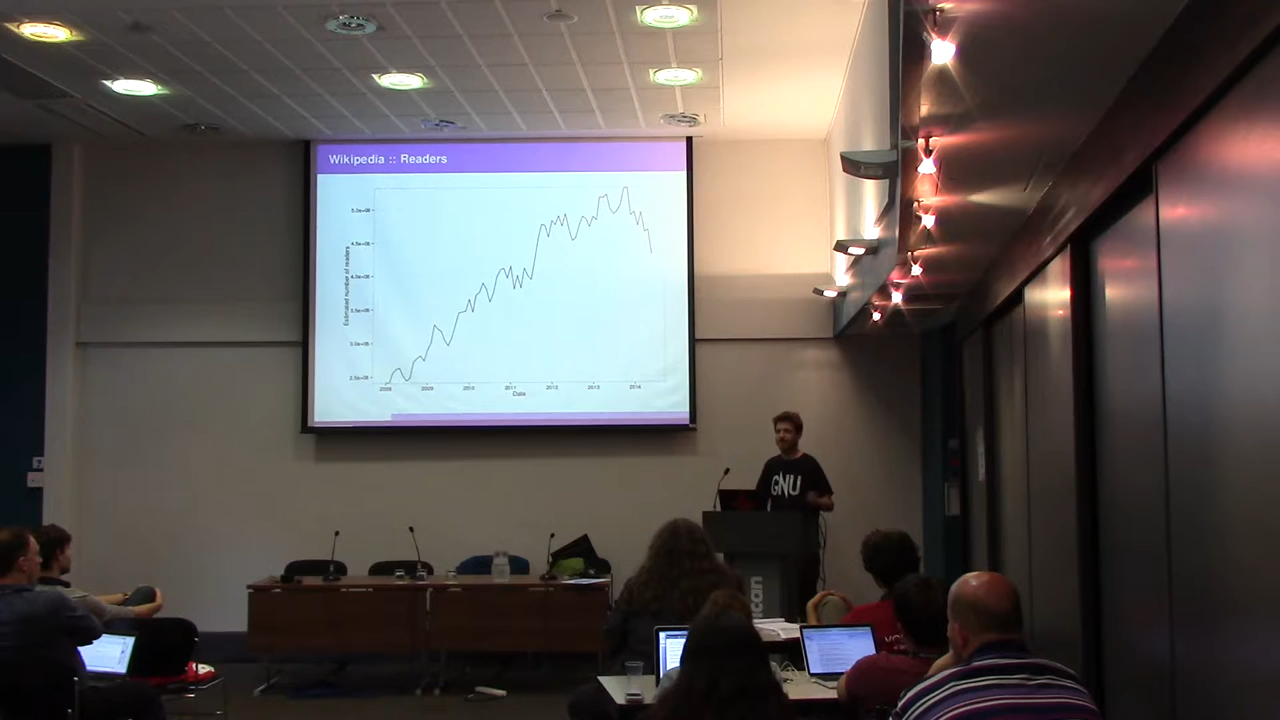 Wikipedia :: Readers
5.0e+08
4.5e+08
4.0e+08
3.5e+08
3.0e+08
2.5e+08
Estimated number of readers
2008
2009
2010
2011
2012
2013
2014
Date
GNU
ican